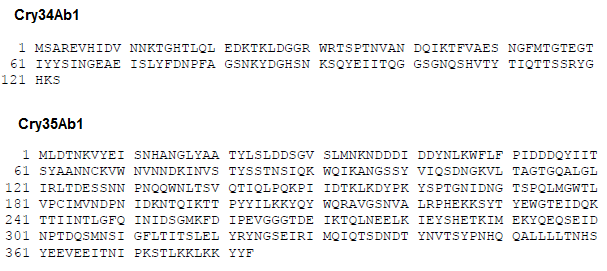 Cry34Ab1
1 MSAREVHIDV NNKTGHTLQL EDKTKLDGGR WRTSPTNVAN DQIKTFVAES NGFMTGTEGT
61 IYYSINGEAE ISLYFDNPFA GSNKYDGHSN KSQYEIITQG GSGNQSHVTY TIQTTSSRYG
121 HKS
Cry35Ab1
1 MLDTNKVYEI SNHANGLYAA TYLSLDDSGV SLMNKNDDDI DDYNLKWFLF PIDDDQYIIT
61 SYAANNCKVW NVNNDKINVS TYSSTNSIQK WQIKANGSSY VIQSDNGKVL TAGTGQALGL
121 IRLTDESSNN PNQQWNLTSV QTIQLPQKPI IDTKLKDYPK YSPTGNIDNG TSPQLMGWTL
181 VPCIMVNDPN IDKNTQIKTT PYYILKKYQY WQRAVGSNVA LRPHEKKSYT YEWGTEIDQK
241 TTIINTLGFQ INIDSGMKFD IPEVGGGTDE IKTQLNEELK IEYSHETKIM EKYQEQSEID
301 NPTDQSMNSI GFLTITSLEL YRYNGSEIRI MQIQTSDNDT YNVTSYPNHQ QALLLLTNHS
361 YEEVEEITNI PKSTLKKLKK YYF